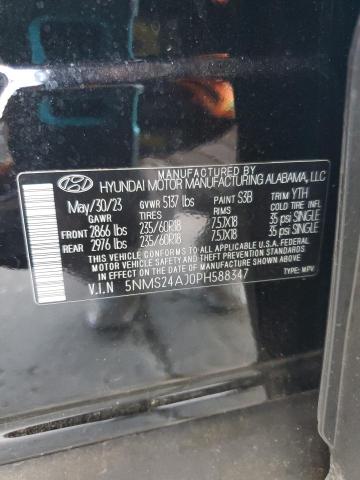 MANUFACTURED BY
HYUNDAI MOTOR MANUFACTURING ALABAMA, LLC
May/30/23 GVWR 5137 lbs PAINT S3B TRIM YTH
GAWR TIRES RIMS COLD TIRE INFL.
FRONT 2866 lbs 235/60R18 7.5JX18 35 psi SINGLE
REAR 2976 lbs 235/60R18 7.5JX18 35 psi SINGLE
THIS VEHICLE CONFORMS TO ALL APPLICABLE FEDERAL
MOTOR VEHICLE SAFETY AND THEFT PREVENTION STANDARDS
IN EFFECT ON THE DATE OF MANUFACTURE SHOWN ABOVE.
V.I.N 5NMS24AJ0PH588347 TYPE: MPV